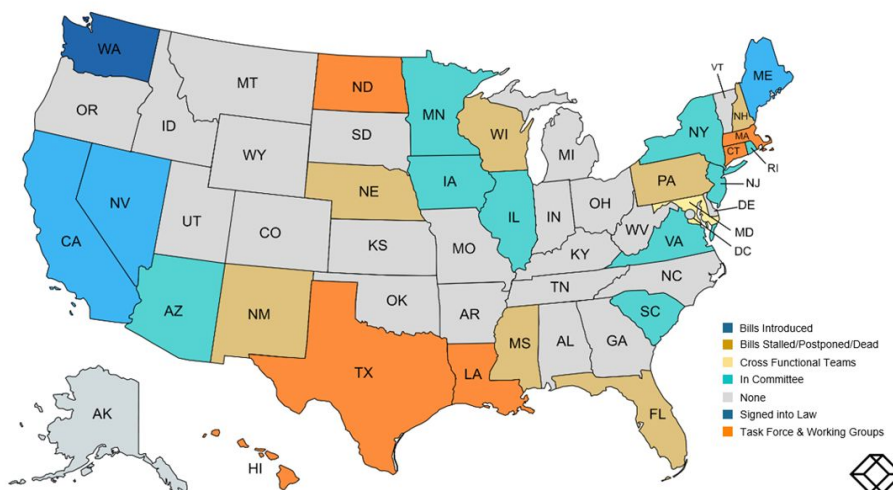 WA
ME
VT
MT
ND
OR
MN
NH
ID
NY
MA
SD
WI
CT
RI
WY
MI
NE
IA
PA
NJ
NV
IL
IN
OH
DE
UT
MD
CA
CO
WV
DC
KS
MO
VA
KY
NC
TN
AZ
NM
OK
AR
SC
MS
AL
GA
TX
LA
AK
FL
HI
Bills Introduced
Bills Stalled/Postponed/Dead
Cross Functional Teams
In Committee
None
Signed into Law
Task Force & Working Groups